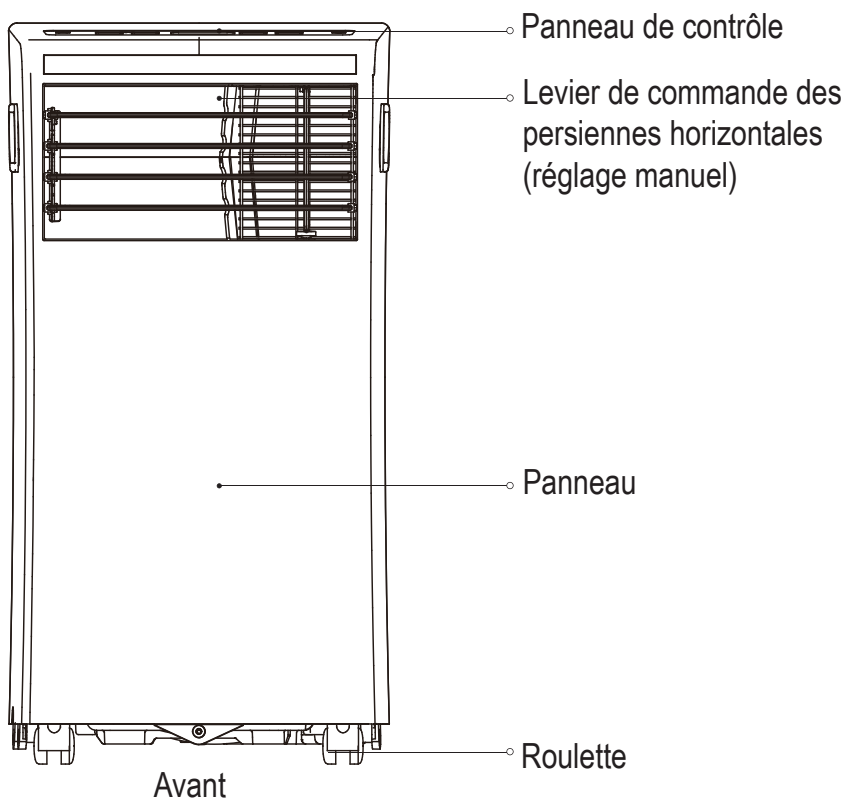 Panneau de contrôle
Levier de commande des
persiennes horizontales
(réglage manuel)
Panneau
Roulette
Avant